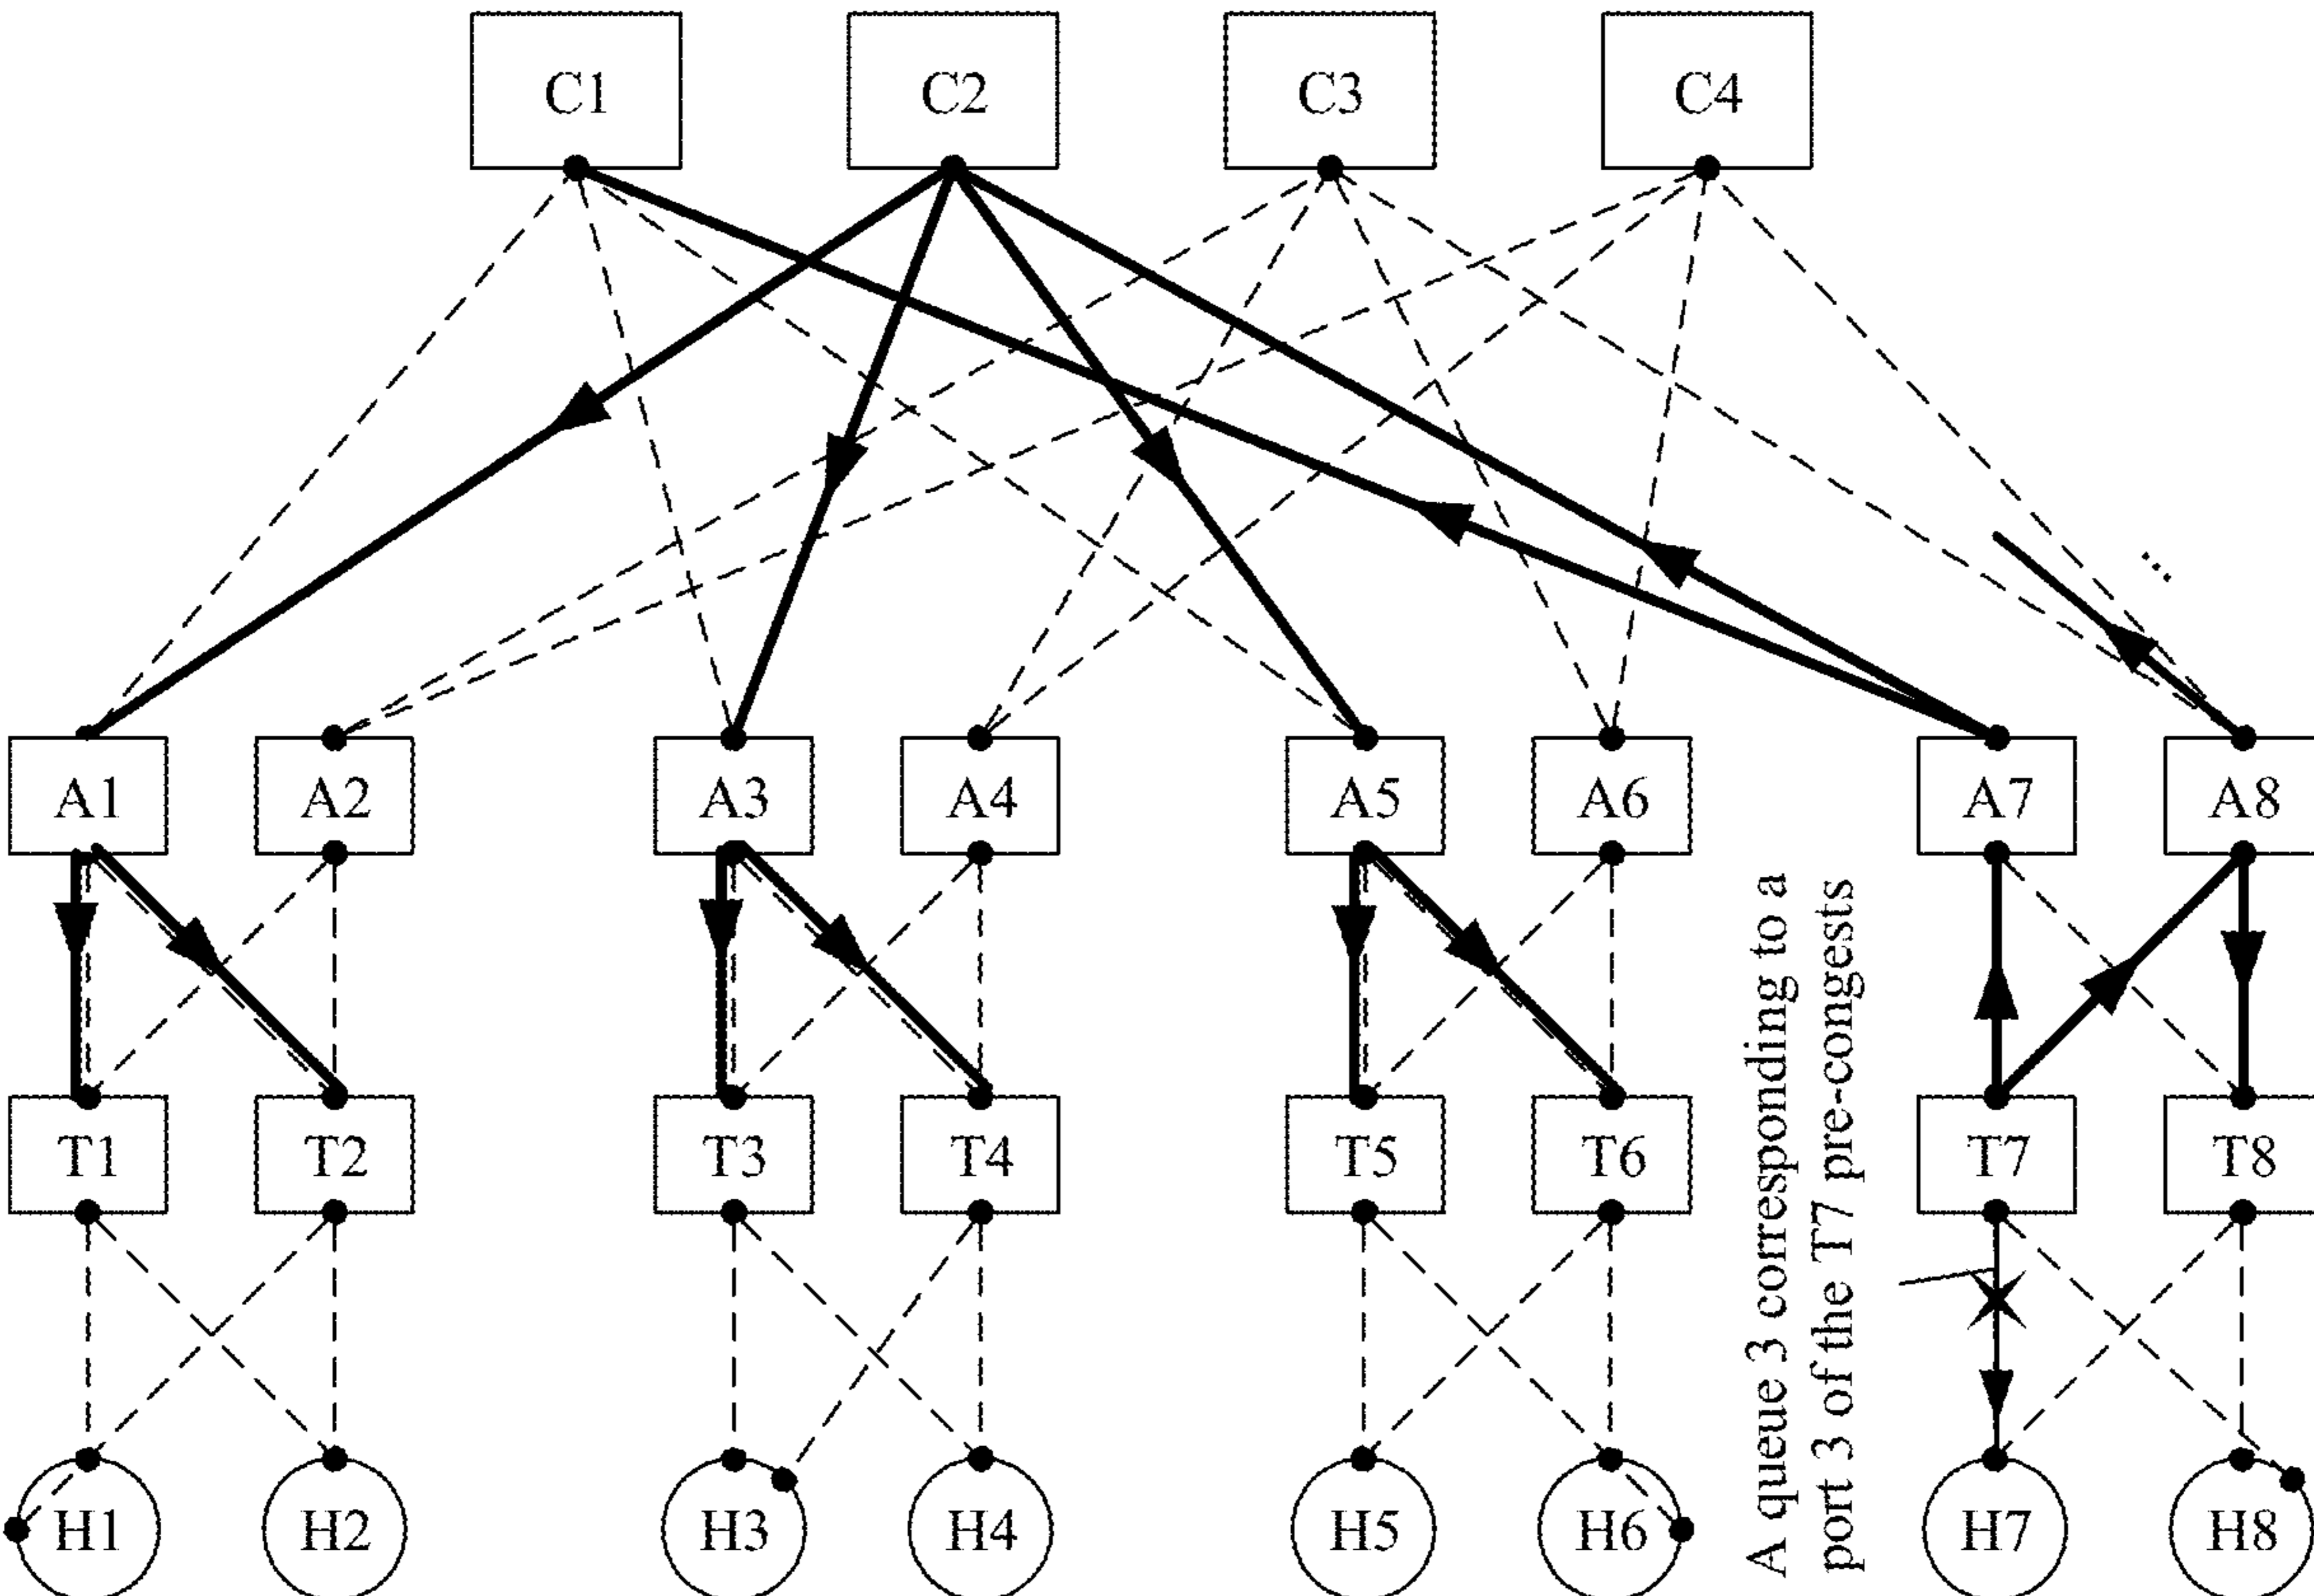 C1 C2 C3 C4
A1 A2 A3 A4 A5 A6 A7 A8
T1 T2 T3 T4 T5 T6 T7 T8
A queue 3 corresponding to a
port 3 of the T7 pre-congests
H1 H2 H3 H4 H5 H6 H7 H8